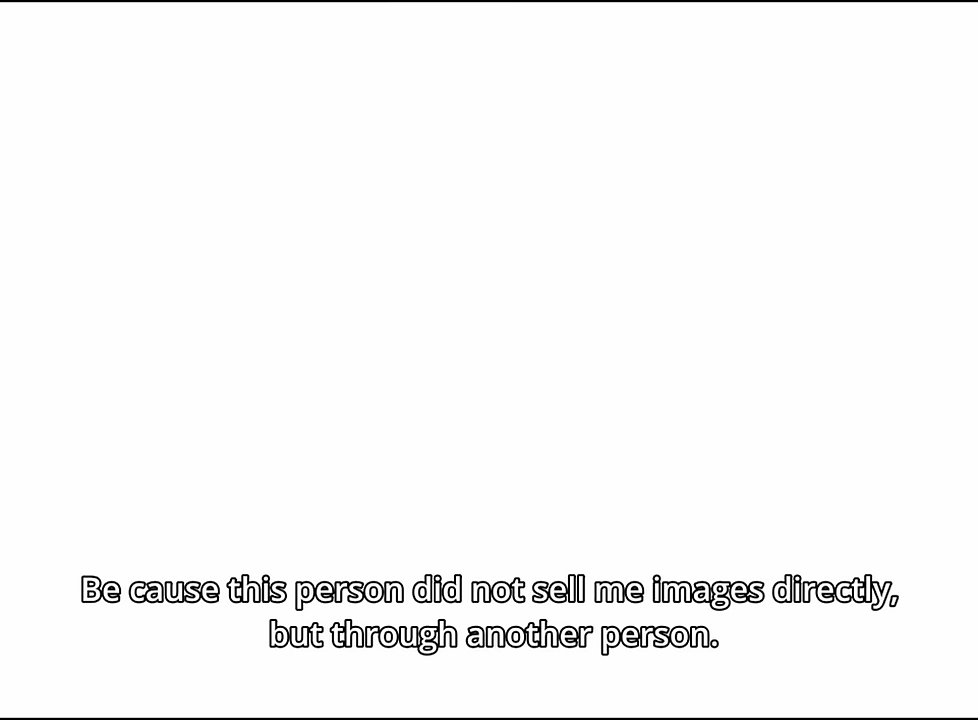 Be cause this person did not sell me images directly,
but through another person.